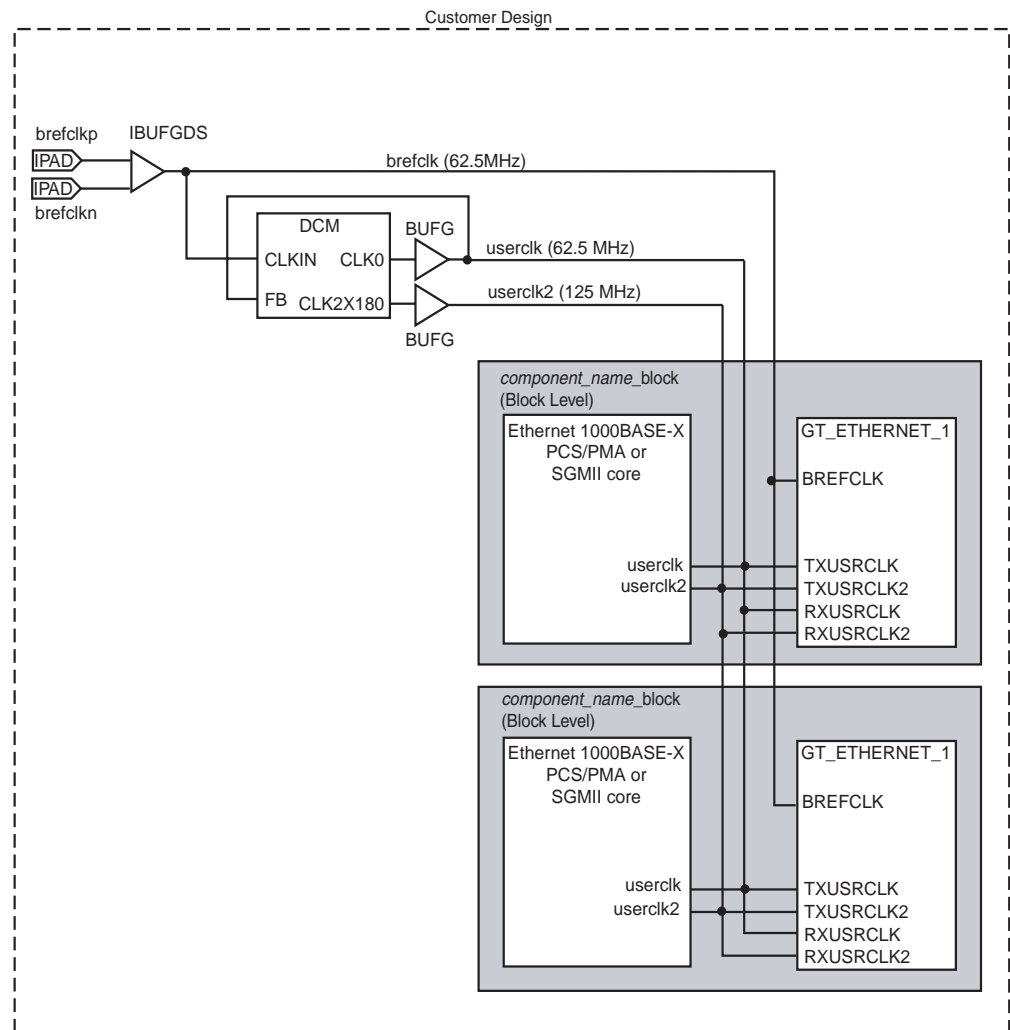 Customer Design
brefclkp
IBUFGDS
IPAD
brefclk (62.5MHz)
IPAD
brefclkn
DCM
BUFG
CLKIN
CLK0
userclk (62.5 MHz)
FB
CLK2X180
userclk2 (125 MHz)
BUFG
component_name_block
(Block Level)
Ethernet 1000BASE-X
PCS/PMA or
SGMII core
userclk
userclk2
GT_ETHERNET_1
BREFCLK
TXUSRCLK
TXUSRCLK2
RXUSRCLK
RXUSRCLK2
component_name_block
(Block Level)
Ethernet 1000BASE-X
PCS/PMA or
SGMII core
userclk
userclk2
GT_ETHERNET_1
BREFCLK
TXUSRCLK
TXUSRCLK2
RXUSRCLK
RXUSRCLK2